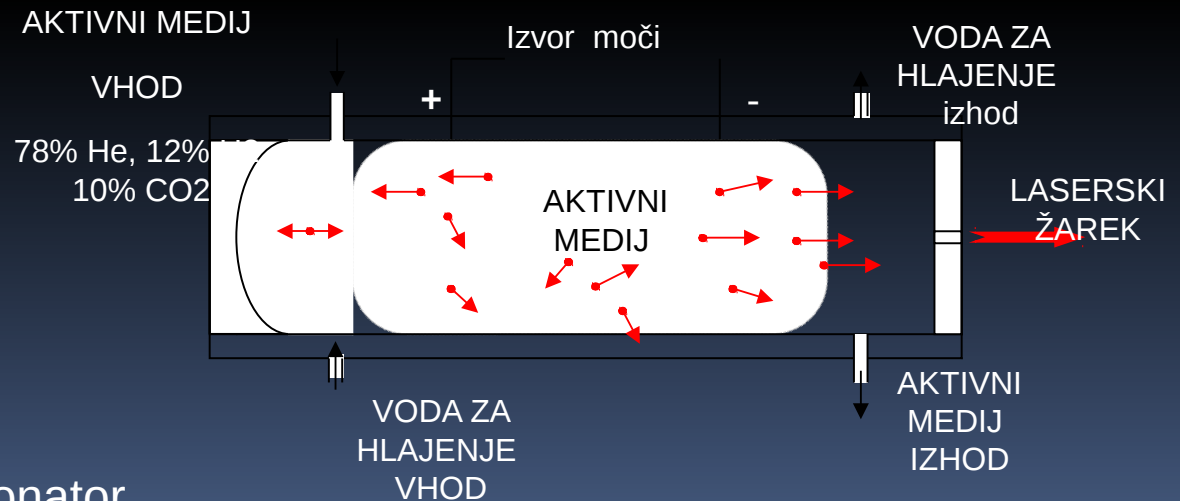 AKTIVNI MEDIJ
VHOD
78% He, 12%
10% CO2
Izvor moči
+
-
VODA ZA
HLAJENJE
izhod
AKTIVNI
MEDIJ
LASERSKI
ŽAREK
VODA ZA
HLAJENJE
VHOD
AKTIVNI
MEDIJ
IZHOD